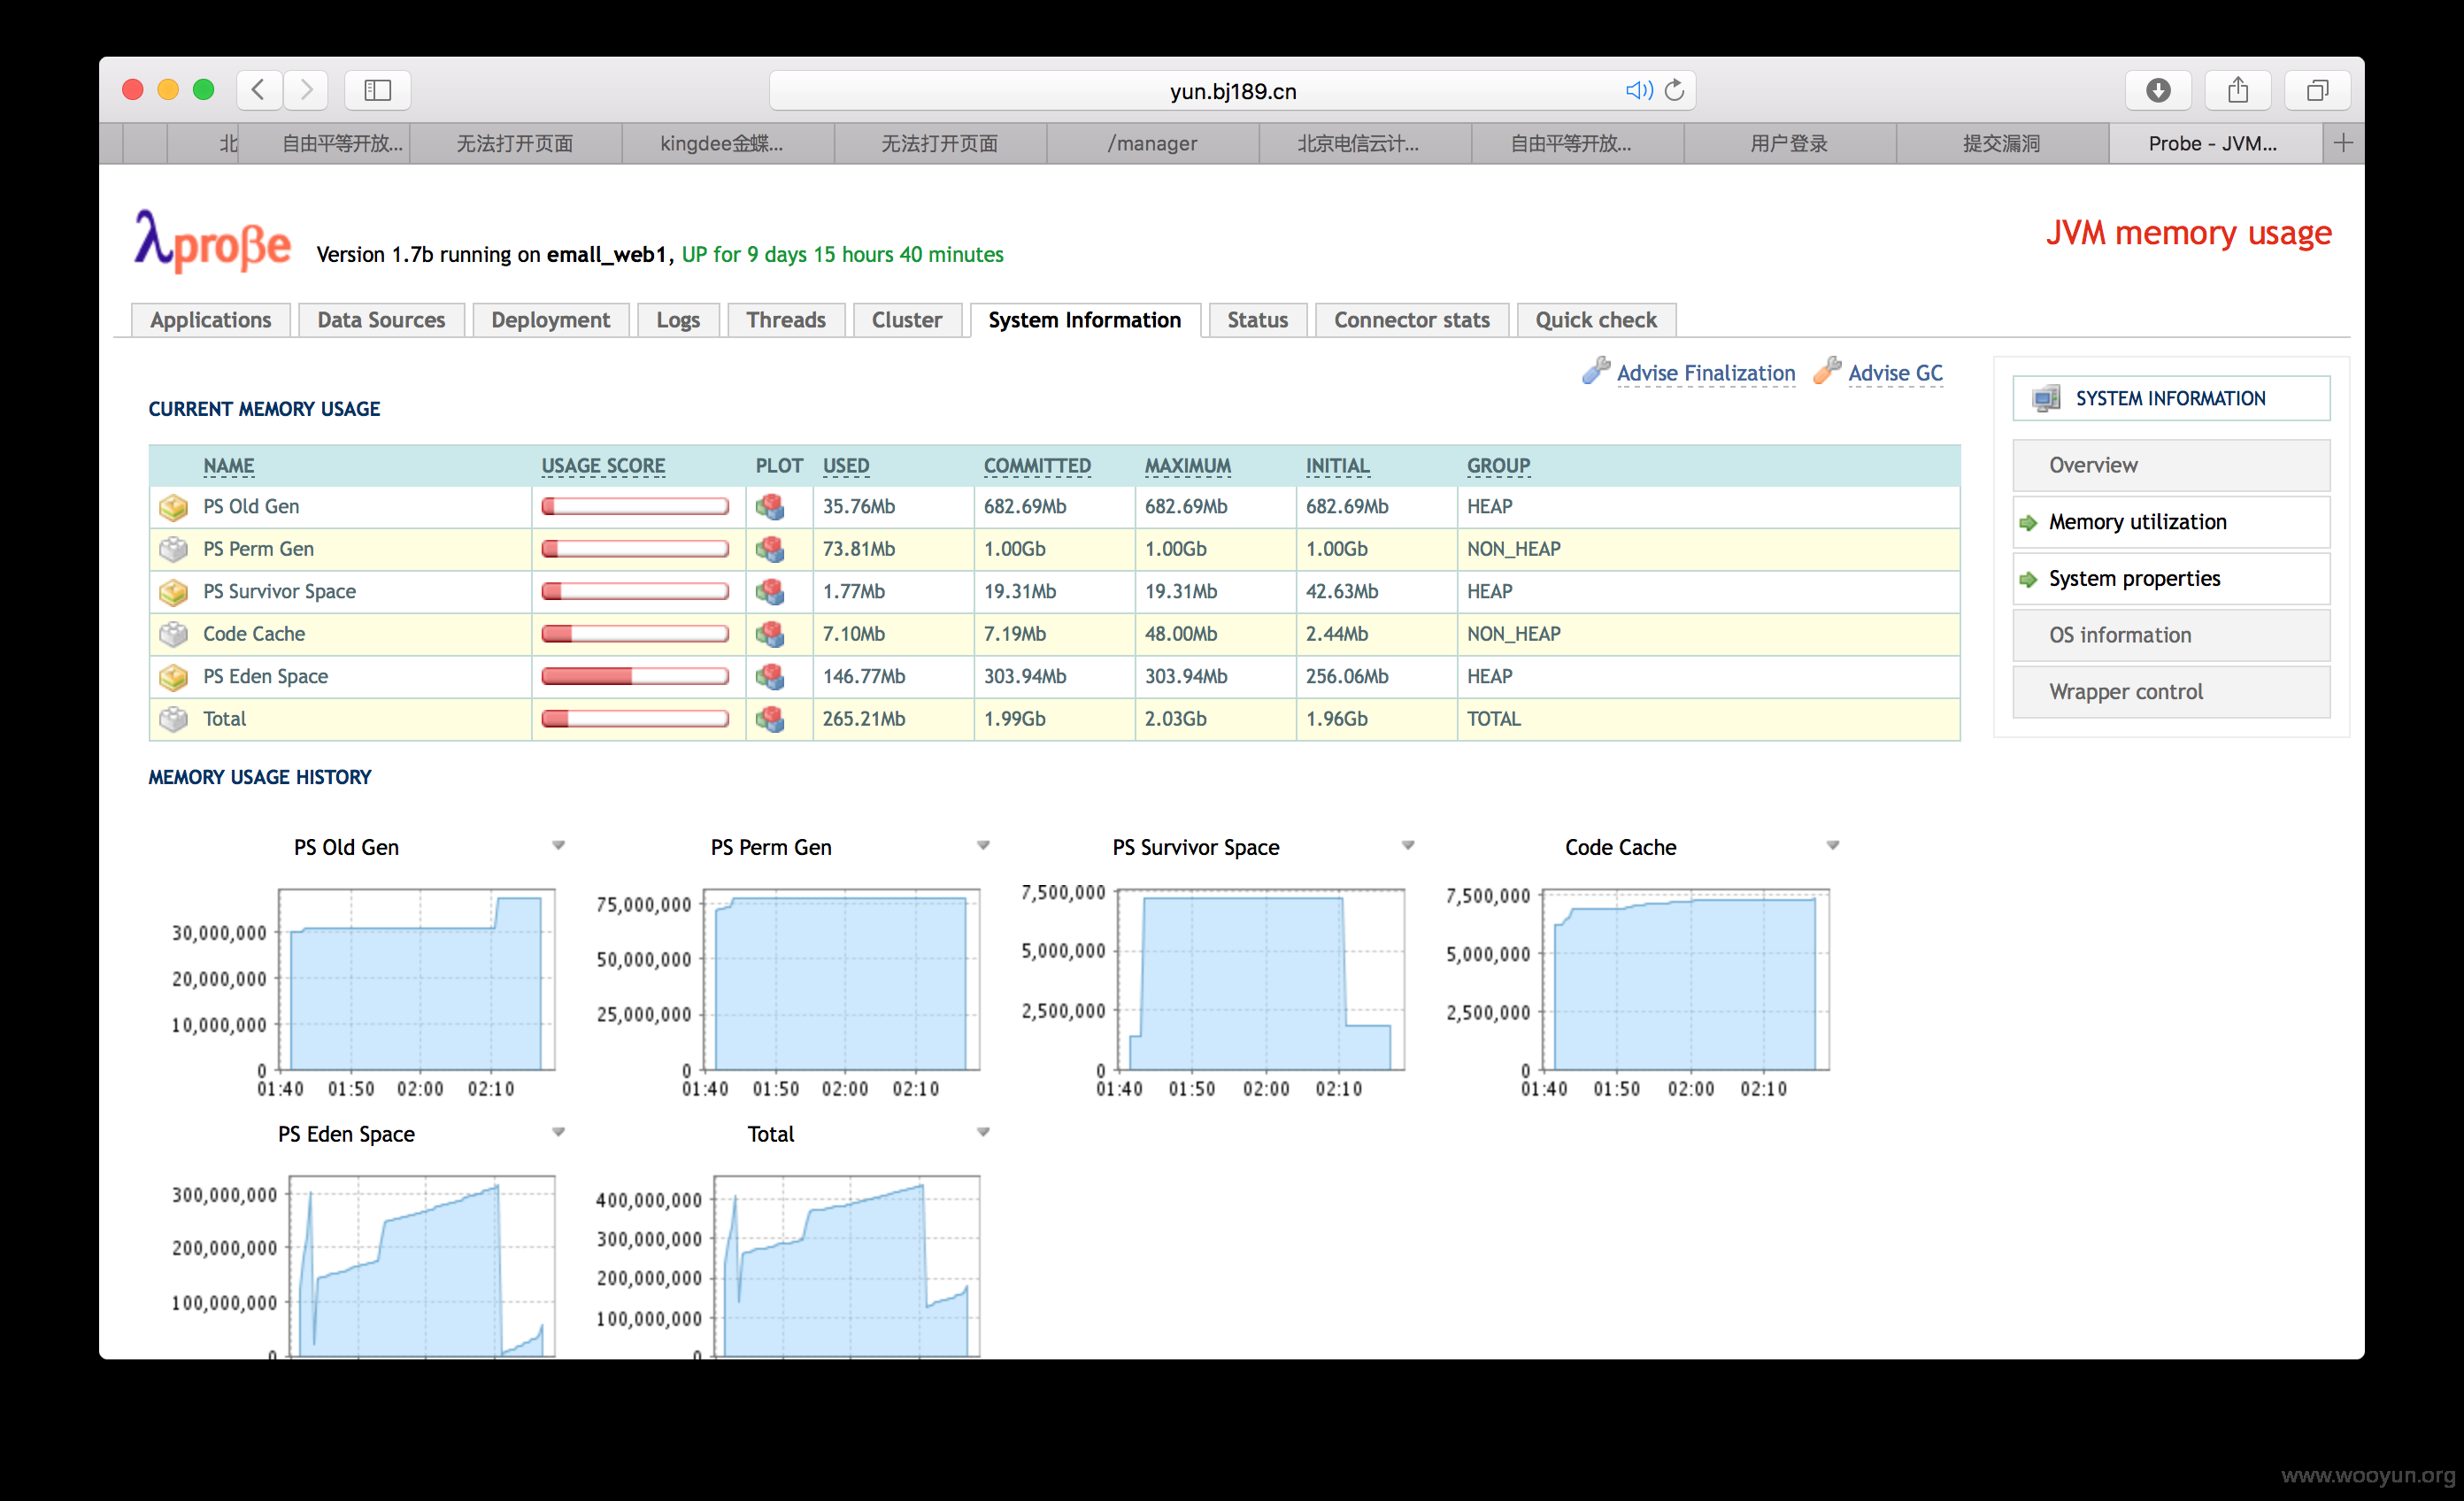 yun.bj189.cn
北 自由平等开放... 无法打开页面 kingdee金蝶... 无法打开页面 /manager 北京电信云计... 自由平等开放... 用户登录 提交漏洞 Probe - JVM...
λproβe Version 1.7b running on emall_web1, UP for 9 days 15 hours 40 minutes
JVM memory usage
Applications Data Sources Deployment Logs Threads Cluster System Information Status Connector stats Quick check
Advise Finalization Advise GC
CURRENT MEMORY USAGE
NAME USAGE SCORE PLOT USED COMMITTED MAXIMUM INITIAL GROUP
PS Old Gen 35.76Mb 682.69Mb 682.69Mb 682.69Mb HEAP
PS Perm Gen 73.81Mb 1.00Gb 1.00Gb 1.00Gb NON_HEAP
PS Survivor Space 1.77Mb 19.31Mb 19.31Mb 42.63Mb HEAP
Code Cache 7.10Mb 7.19Mb 48.00Mb 2.44Mb NON_HEAP
PS Eden Space 146.77Mb 303.94Mb 303.94Mb 256.06Mb HEAP
Total 265.21Mb 1.99Gb 2.03Gb 1.96Gb TOTAL
SYSTEM INFORMATION
Overview
Memory utilization
System properties
OS information
Wrapper control
MEMORY USAGE HISTORY
PS Old Gen
30,000,000
20,000,000
10,000,000
0
01:40 01:50 02:00 02:10
PS Perm Gen
75,000,000
50,000,000
25,000,000
0
01:40 01:50 02:00 02:10
PS Survivor Space
7,500,000
5,000,000
2,500,000
0
01:40 01:50 02:00 02:10
Code Cache
7,500,000
5,000,000
2,500,000
0
01:40 01:50 02:00 02:10
PS Eden Space
300,000,000
200,000,000
100,000,000
0
Total
400,000,000
300,000,000
200,000,000
100,000,000
0
www.wooyun.org